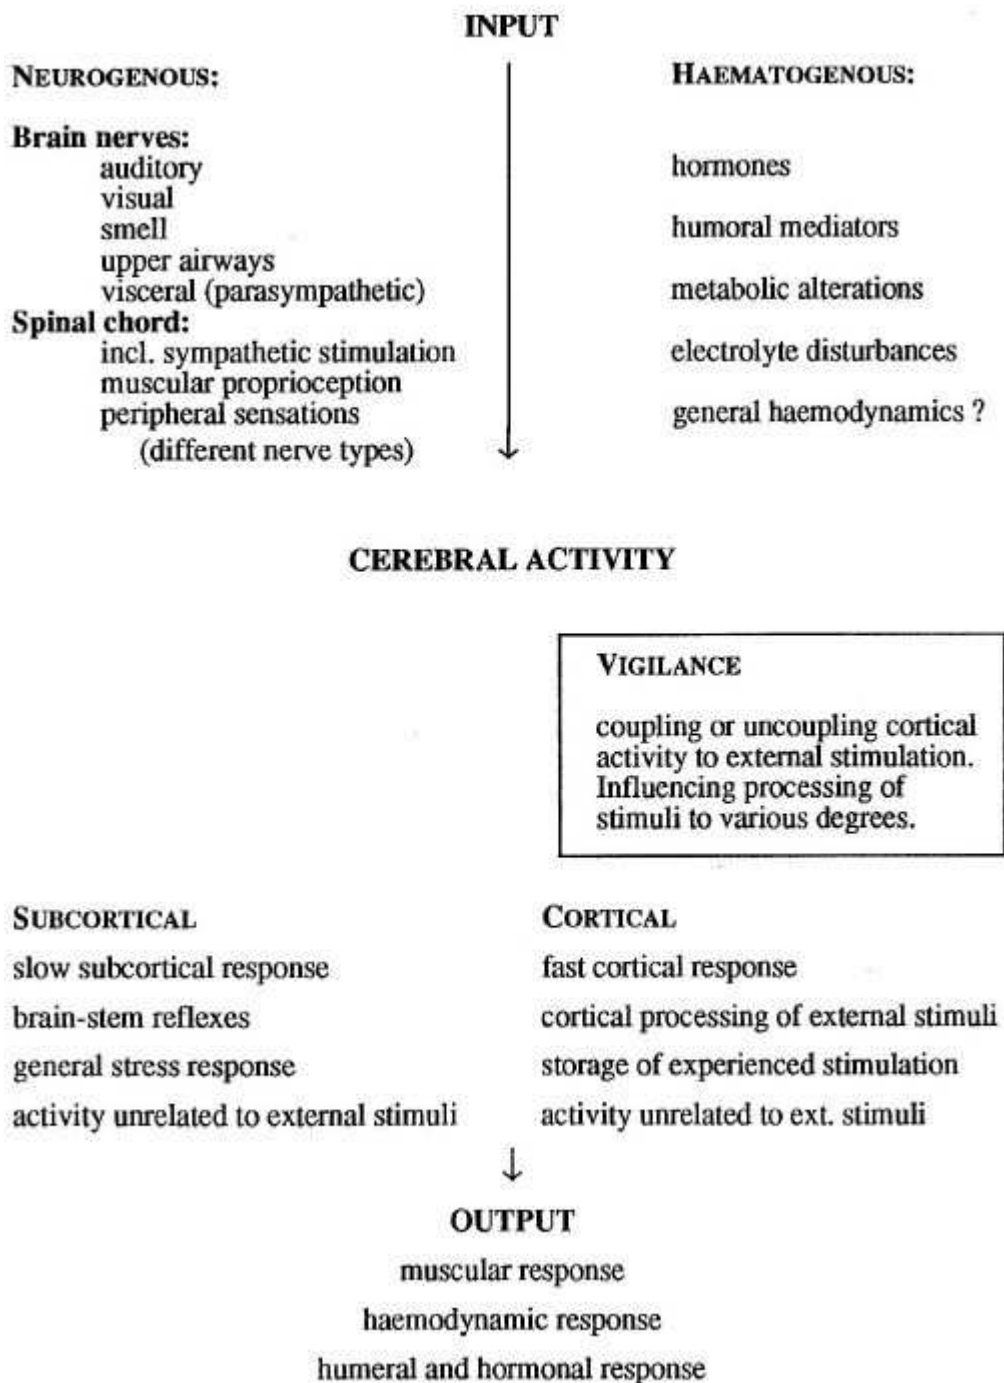 INPUT
NEUROGENOUS:
Brain nerves:
auditory
visual
smell
upper airways
visceral (parasympathetic)
Spinal chord:
incl. sympathetic stimulation
muscular proprioception
peripheral sensations
(different nerve types)
HAEMATOGENOUS:
hormones
humoral mediators
metabolic alterations
electrolyte disturbances
general haemodynamics ?
CEREBRAL ACTIVITY
VIGILANCE
coupling or uncoupling cortical
activity to external stimulation.
Influencing processing of
stimuli to various degrees.
SUBCORTICAL
slow subcortical response
brain-stem reflexes
general stress response
activity unrelated to external stimuli
CORTICAL
fast cortical response
cortical processing of external stimuli
storage of experienced stimulation
activity unrelated to ext. stimuli
OUTPUT
muscular response
haemodynamic response
humeral and hormonal response